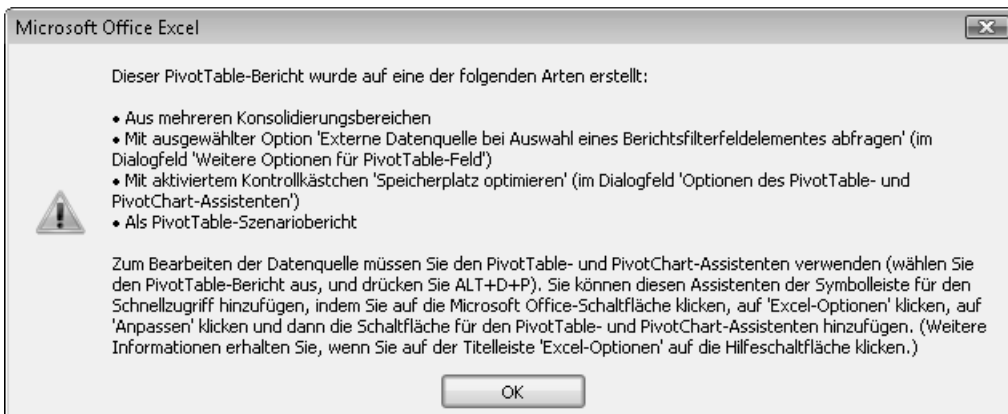 Microsoft Office Excel
Dieser PivotTable-Bericht wurde auf eine der folgenden Arten erstellt:
• Aus mehreren Konsolidierungsbereichen
• Mit ausgewählter Option 'Externe Datenquelle bei Auswahl eines Berichtsfilterfeldelementes abfragen' (im
Dialogfeld 'Weitere Optionen für PivotTable-Feld')
• Mit aktiviertem Kontrollkästchen 'Speicherplatz optimieren' (im Dialogfeld 'Optionen des PivotTable- und
PivotChart-Assistenten')
• Als PivotTable-Szenariobericht
Zum Bearbeiten der Datenquelle müssen Sie den PivotTable- und PivotChart-Assistenten verwenden (wählen Sie
den PivotTable-Bericht aus, und drücken Sie ALT+D+P). Sie können diesen Assistenten der Symbolleiste für den
Schnellzugriff hinzufügen, indem Sie auf die Microsoft Office-Schaltfläche klicken, auf 'Excel-Optionen' klicken, auf
'Anpassen' klicken und dann die Schaltfläche für den PivotTable- und PivotChart-Assistenten hinzufügen. (Weitere
Informationen erhalten Sie, wenn Sie auf der Titelleiste 'Excel-Optionen' auf die Hilfeschaltfläche klicken.)
OK